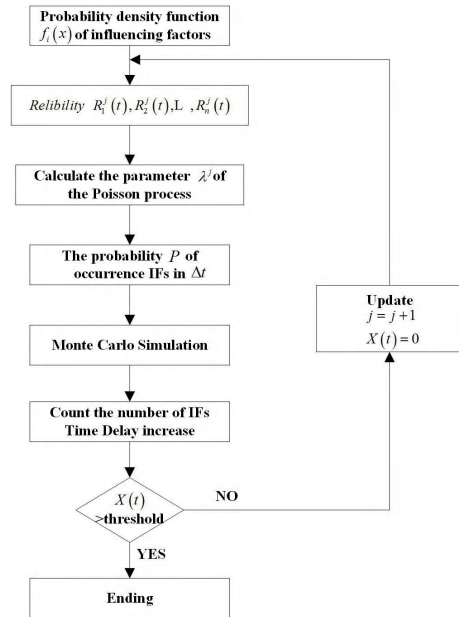 Probability density function
f_i(x) of influencing factors
Relibility R_1^j(t), R_2^j(t), L , R_n^j(t)
Calculate the parameter λ^j of
the Poisson process
The probability P of
occurrence IFs in Δt
Update
j = j+1
X(t)=0
Monte Carlo Simulation
Count the number of IFs
Time Delay increase
X(t)
>threshold
NO
YES
Ending